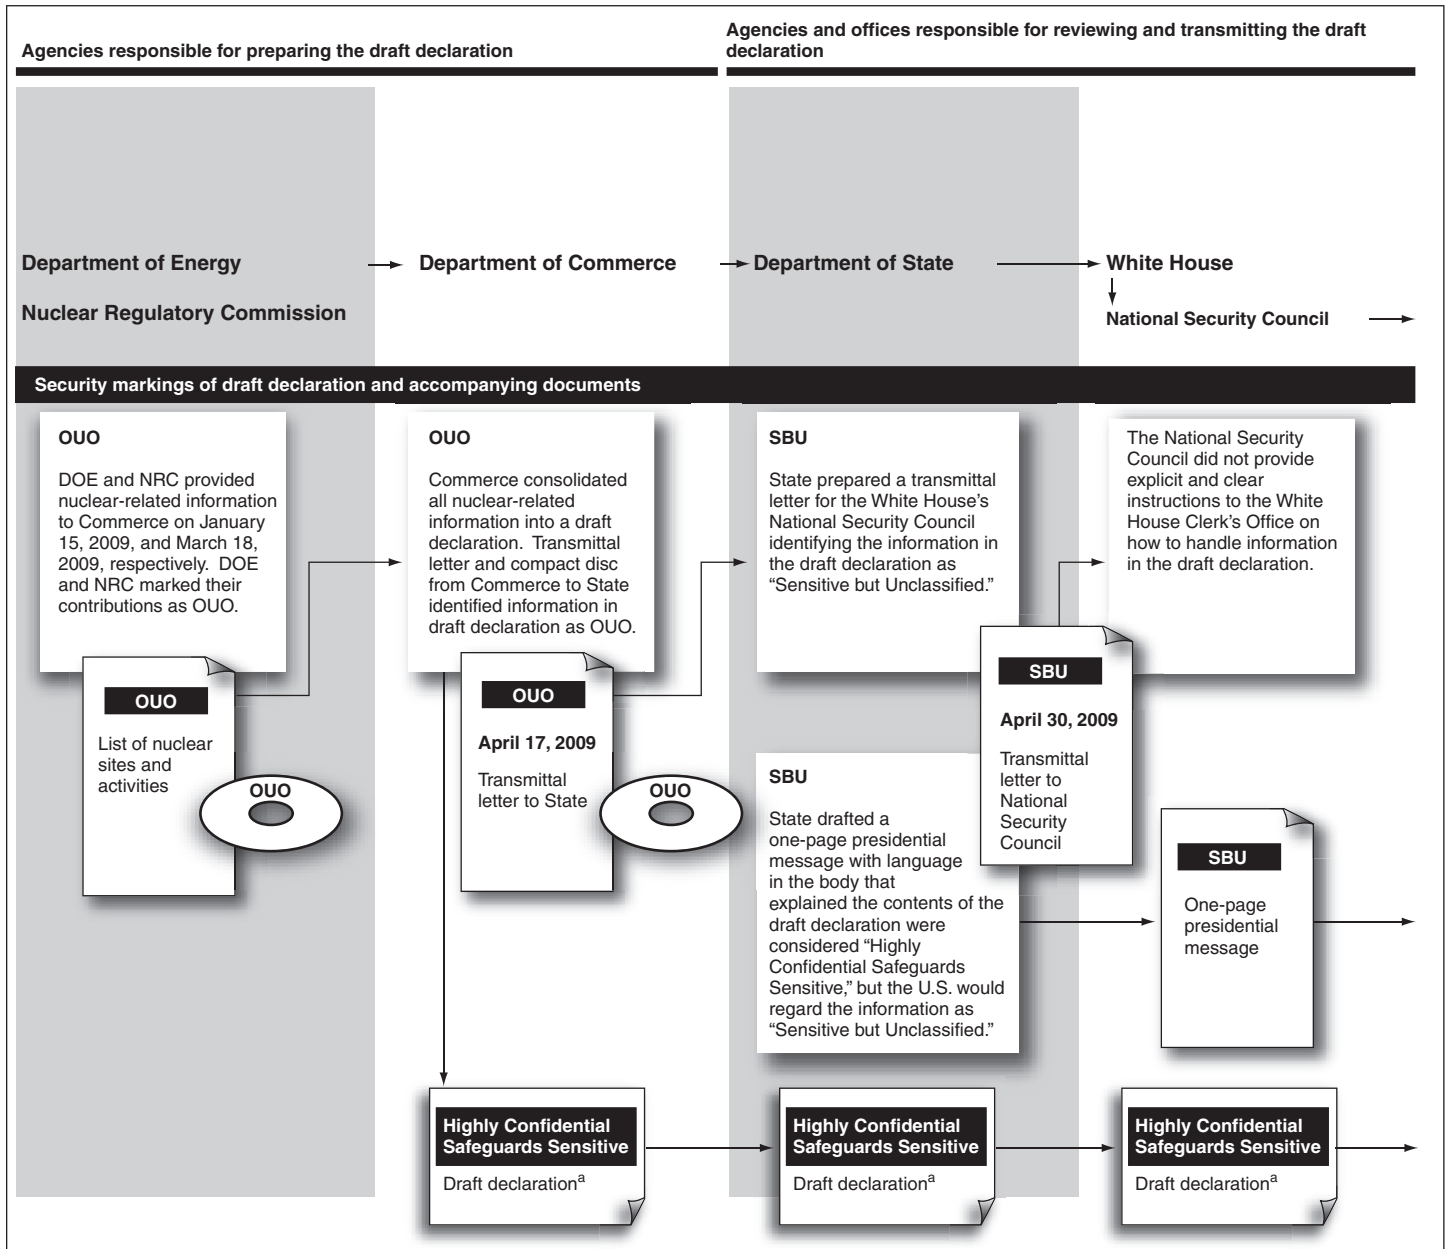 Agencies responsible for preparing the draft declaration
Agencies and offices responsible for reviewing and transmitting the draft
declaration
Department of Energy
Nuclear Regulatory Commission
Department of Commerce
Department of State
White House
National Security Council
Security markings of draft declaration and accompanying documents
OUO
DOE and NRC provided
nuclear-related information
to Commerce on January
15, 2009, and March 18,
2009, respectively. DOE
and NRC marked their
contributions as OUO.
OUO
List of nuclear
sites and
activities
OUO
OUO
Commerce consolidated
all nuclear-related
information into a draft
declaration. Transmittal
letter and compact disc
from Commerce to State
identified information in
draft declaration as OUO.
OUO
April 17, 2009
Transmittal
letter to State
OUO
SBU
State prepared a transmittal
letter for the White House's
National Security Council
identifying the information in
the draft declaration as
“Sensitive but Unclassified.”
SBU
April 30, 2009
Transmittal
letter to
National
Security
Council
The National Security
Council did not provide
explicit and clear
instructions to the White
House Clerk's Office on
how to handle information
in the draft declaration.
SBU
State drafted a
one-page presidential
message with language
in the body that
explained the contents of the
draft declaration were
considered “Highly
Confidential Safeguards
Sensitive,” but the U.S. would
regard the information as
“Sensitive but Unclassified.”
SBU
One-page
presidential
message
Highly Confidential
Safeguards Sensitive
Draft declarationa
Highly Confidential
Safeguards Sensitive
Draft declarationa
Highly Confidential
Safeguards Sensitive
Draft declarationa